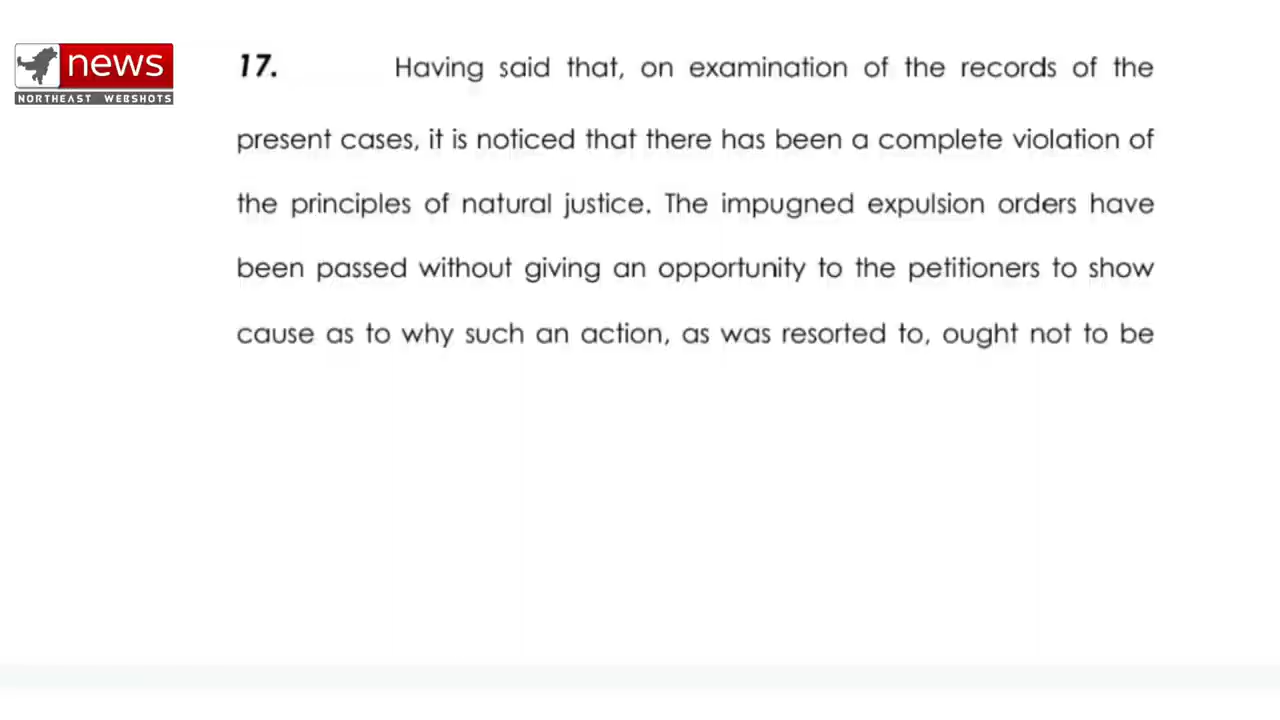 news
NORTHEAST WEBSHOTS
17. Having said that, on examination of the records of the
present cases, it is noticed that there has been a complete violation of
the principles of natural justice. The impugned expulsion orders have
been passed without giving an opportunity to the petitioners to show
cause as to why such an action, as was resorted to, ought not to be